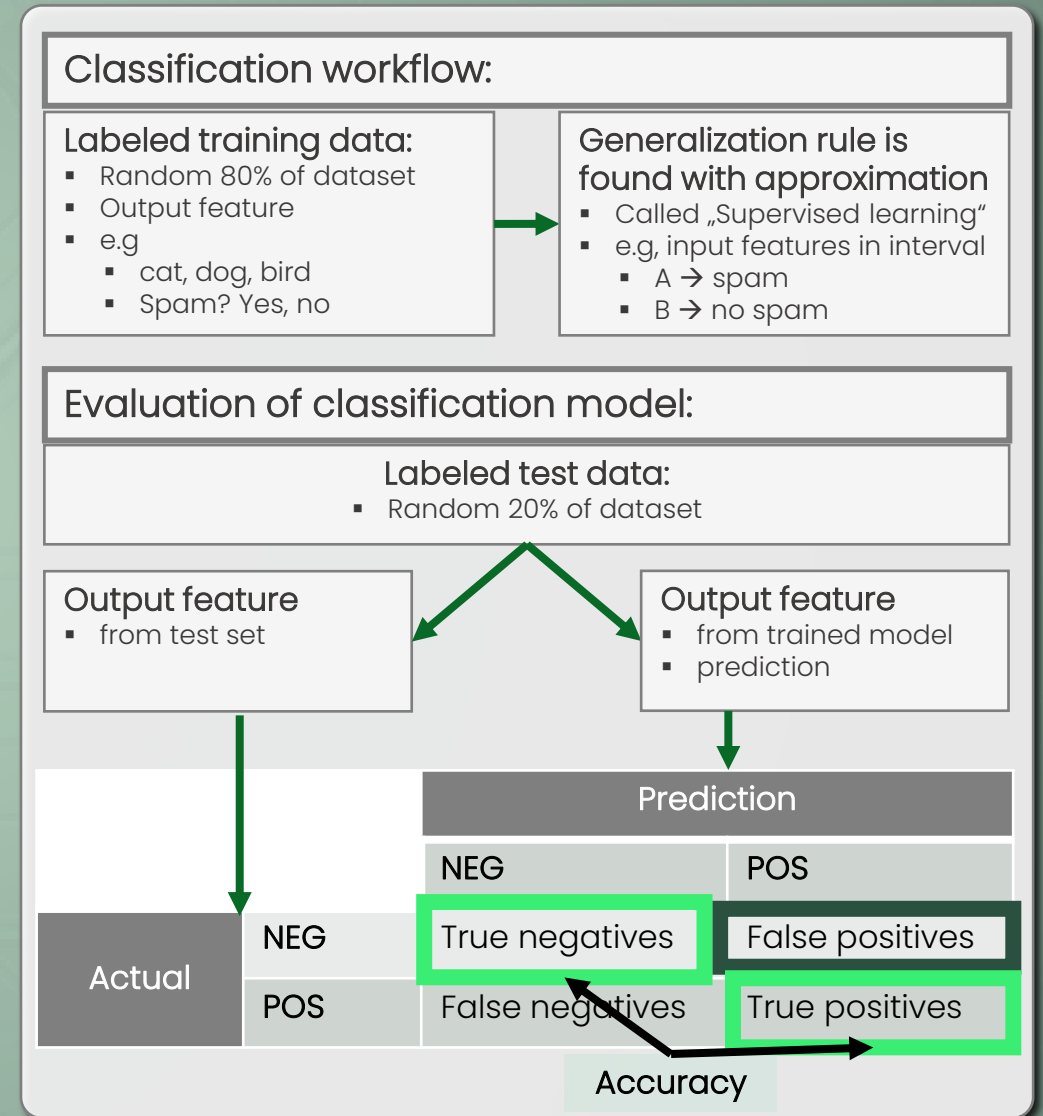 Classification workflow:
Labeled training data:
▪ Random 80% of dataset
▪ Output feature
▪ e.g
▪ cat, dog, bird
▪ Spam? Yes, no
Generalization rule is
found with approximation
▪ Called „Supervised learning“
▪ e.g, input features in interval
▪ A → spam
▪ B → no spam
Evaluation of classification model:
Labeled test data:
▪ Random 20% of dataset
Output feature
▪ from test set
Output feature
▪ from trained model
▪ prediction
Prediction
NEG POS
Actual
NEG True negatives False positives
POS False negatives True positives
Accuracy